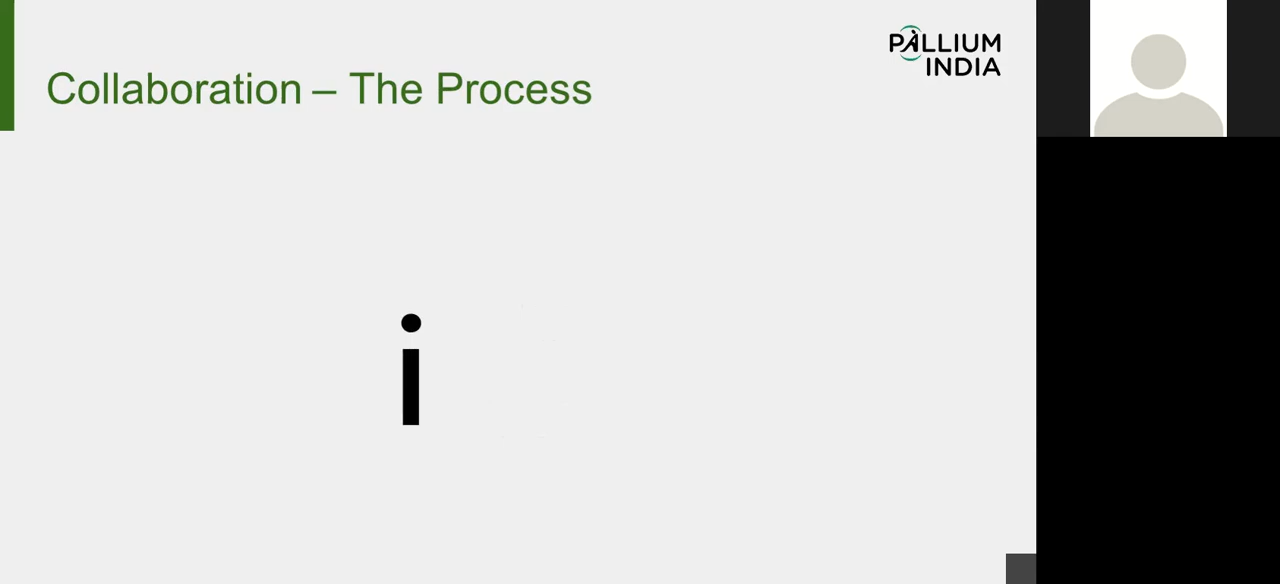 Collaboration – The Process
PALLIUM
INDIA
i